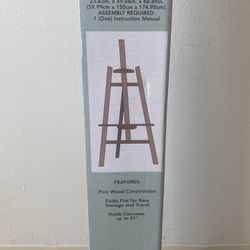 23.62in. x 59.06in. x 68.89in.
(59.99cm x 150cm x 174.98cm).
ASSEMBLY REQUIRED.
1 (One) Instruction Manual
FEATURES:
Pine Wood Construction
Folds Flat for Easy
Storage and Travel
Holds Canvases
up to 51"